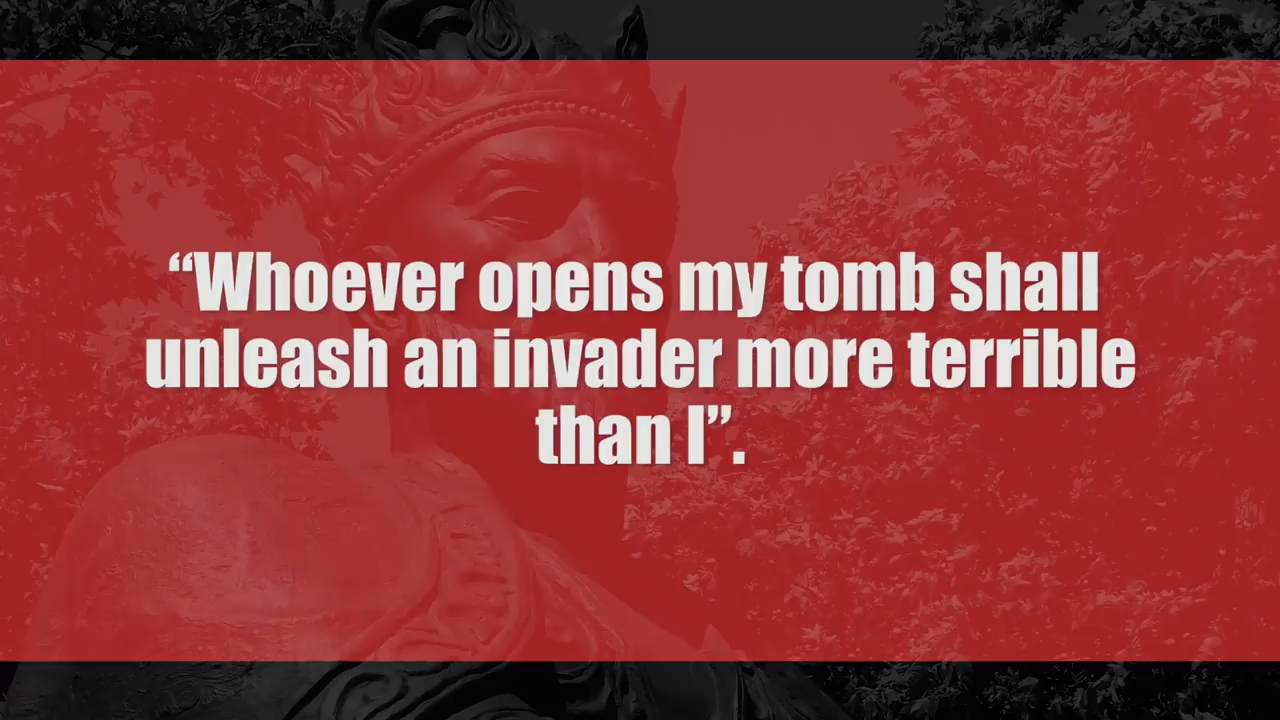 “Whoever opens my tomb shall
unleash an invader more terrible
than I”.